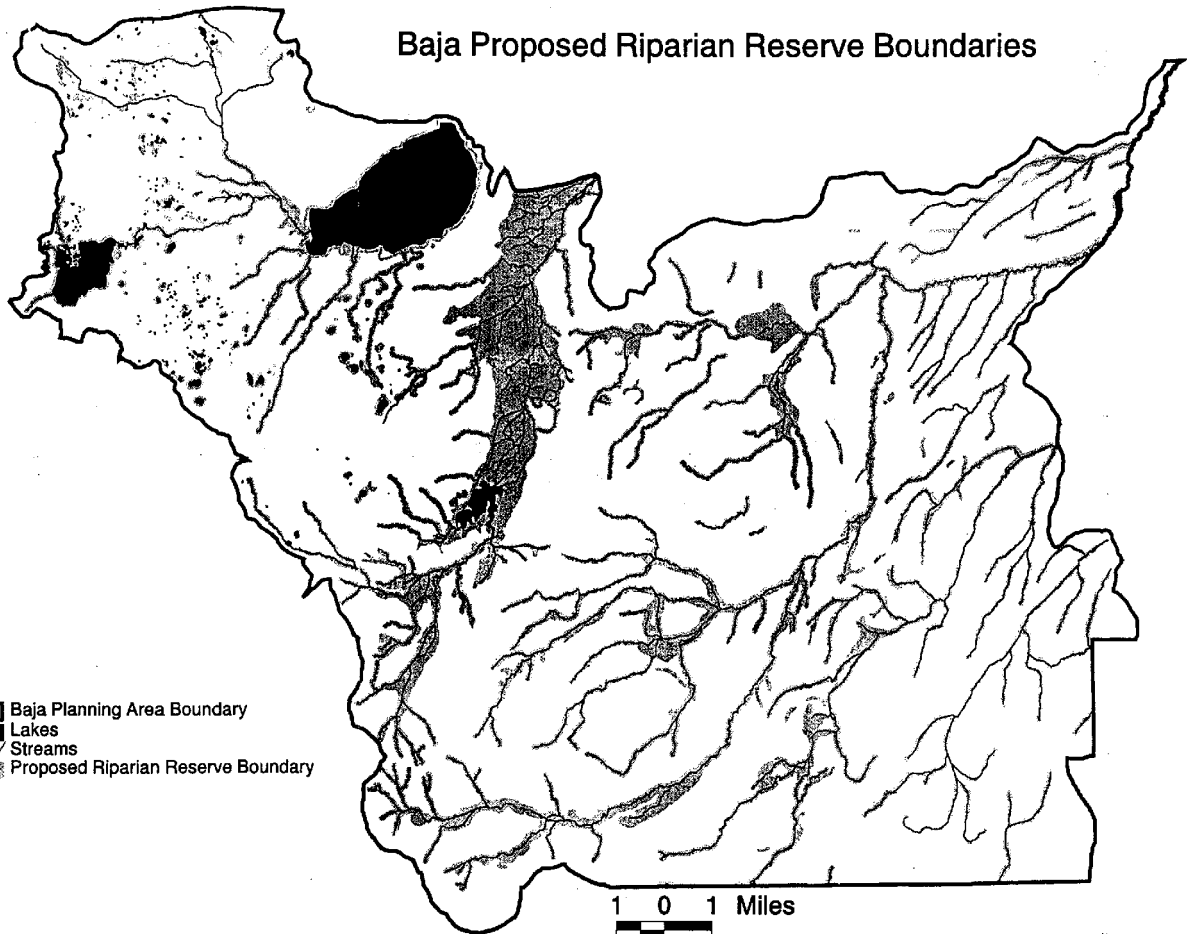 Baja Proposed Riparian Reserve Boundaries
Baja Planning Area Boundary
Lakes
Streams
Proposed Riparian Reserve Boundary
1 0 1 Miles